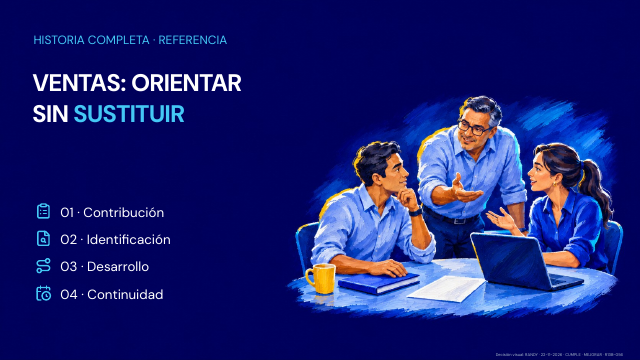 HISTORIA COMPLETA · REFERENCIA
VENTAS: ORIENTAR
SIN SUSTITUIR
01 · Contribución
02 · Identificación
03 · Desarrollo
04 · Continuidad